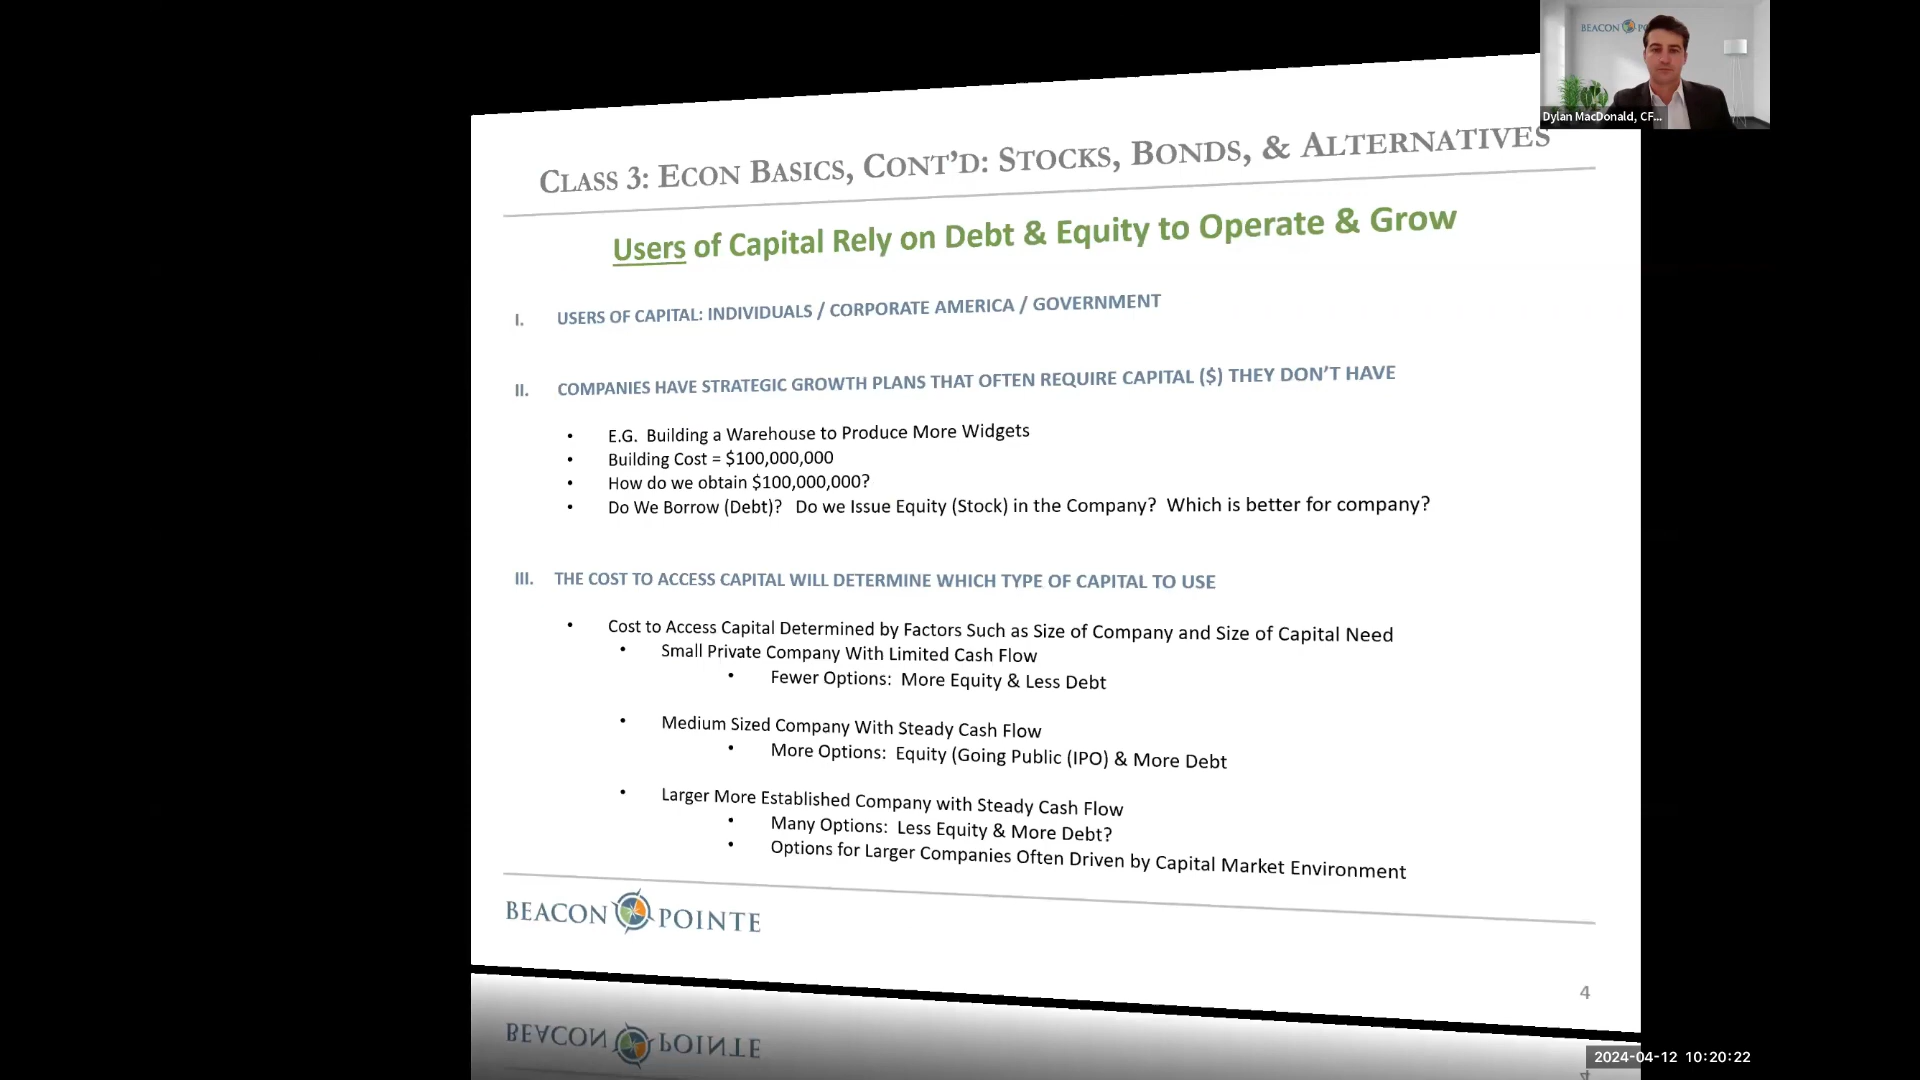 BEACON
Dylan MacDonald, CF...
CLASS 3: ECON BASICS, CONT'D: STOCKS, BONDS, & ALTERNATIVES
Users of Capital Rely on Debt & Equity to Operate & Grow
I. USERS OF CAPITAL: INDIVIDUALS / CORPORATE AMERICA / GOVERNMENT
II. COMPANIES HAVE STRATEGIC GROWTH PLANS THAT OFTEN REQUIRE CAPITAL ($) THEY DON'T HAVE
• E.G. Building a Warehouse to Produce More Widgets
• Building Cost = $100,000,000
• How do we obtain $100,000,000?
• Do We Borrow (Debt)? Do we Issue Equity (Stock) in the Company? Which is better for company?
III. THE COST TO ACCESS CAPITAL WILL DETERMINE WHICH TYPE OF CAPITAL TO USE
• Cost to Access Capital Determined by Factors Such as Size of Company and Size of Capital Need
• Small Private Company With Limited Cash Flow
• Fewer Options: More Equity & Less Debt
• Medium Sized Company With Steady Cash Flow
• More Options: Equity (Going Public (IPO) & More Debt
• Larger More Established Company with Steady Cash Flow
• Many Options: Less Equity & More Debt?
• Options for Larger Companies Often Driven by Capital Market Environment
BEACON POINTE
4
BEACON POINTE
2024-04-12 10:20:22